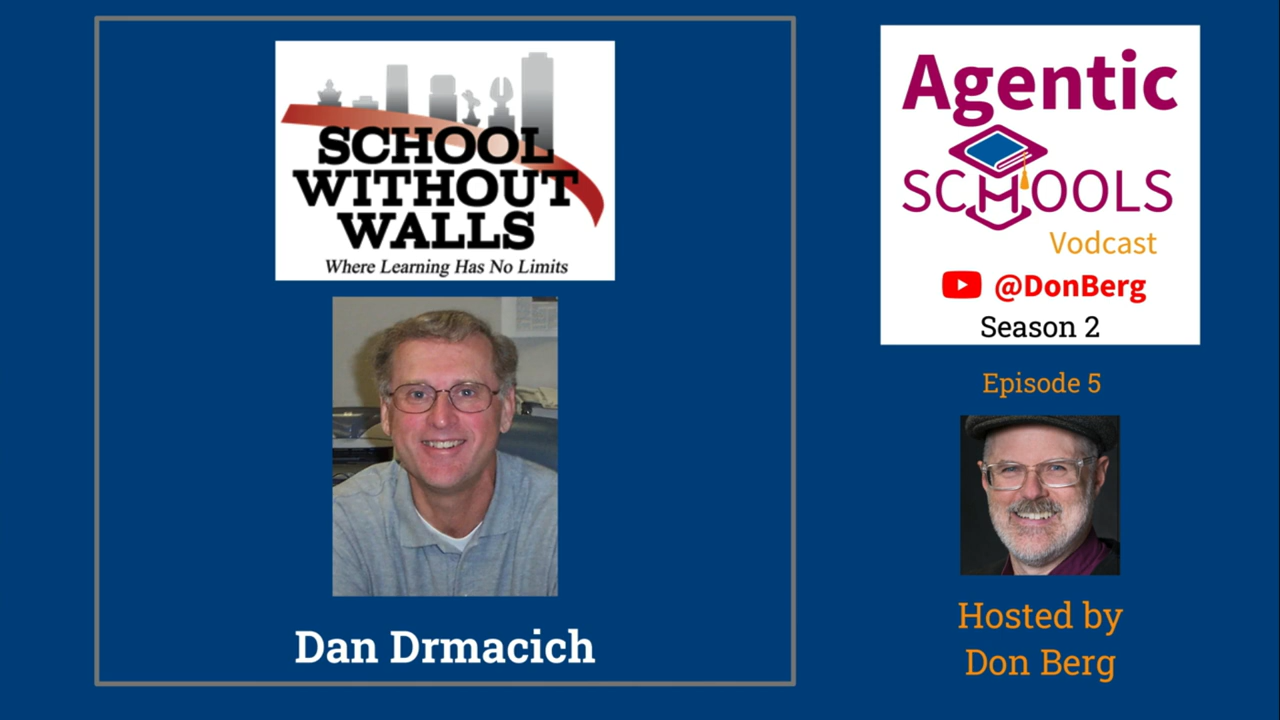 SCHOOL
WITHOUT
WALLS
Where Learning Has No Limits
Dan Drmacich
Agentic
SCHOOLS
Vodcast
@DonBerg
Season 2
Episode 5
Hosted by
Don Berg